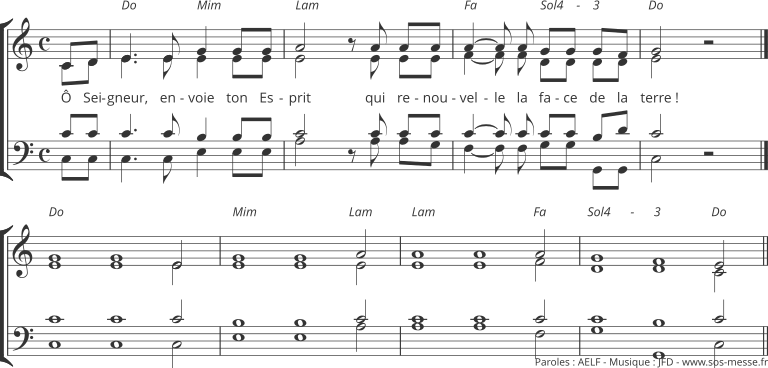 Do Mim Lam Fa Sol4 - 3 Do
Ô Sei-gneur, en - voie ton Es - prit qui re - nou - vel - le la fa - ce de la terre !
Do Mim Lam Lam Fa Sol4 - 3 Do
Paroles : AELF - Musique : JFD - www.sos-messe.fr